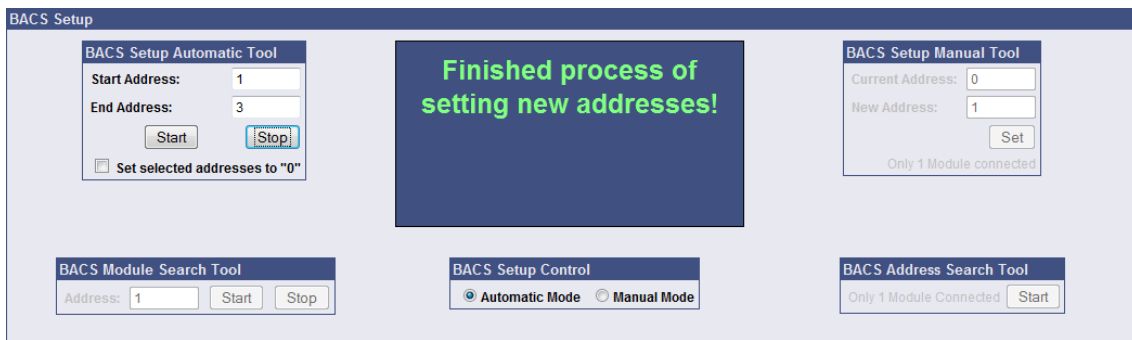 BACS Setup
BACS Setup Automatic Tool
Start Address: 1
End Address: 3
Start Stop
Set selected addresses to "0"
Finished process of
setting new addresses!
BACS Setup Manual Tool
Current Address: 0
New Address: 1
Set
Only 1 Module connected
BACS Module Search Tool
Address: 1 Start Stop
BACS Setup Control
Automatic Mode Manual Mode
BACS Address Search Tool
Only 1 Module Connected Start